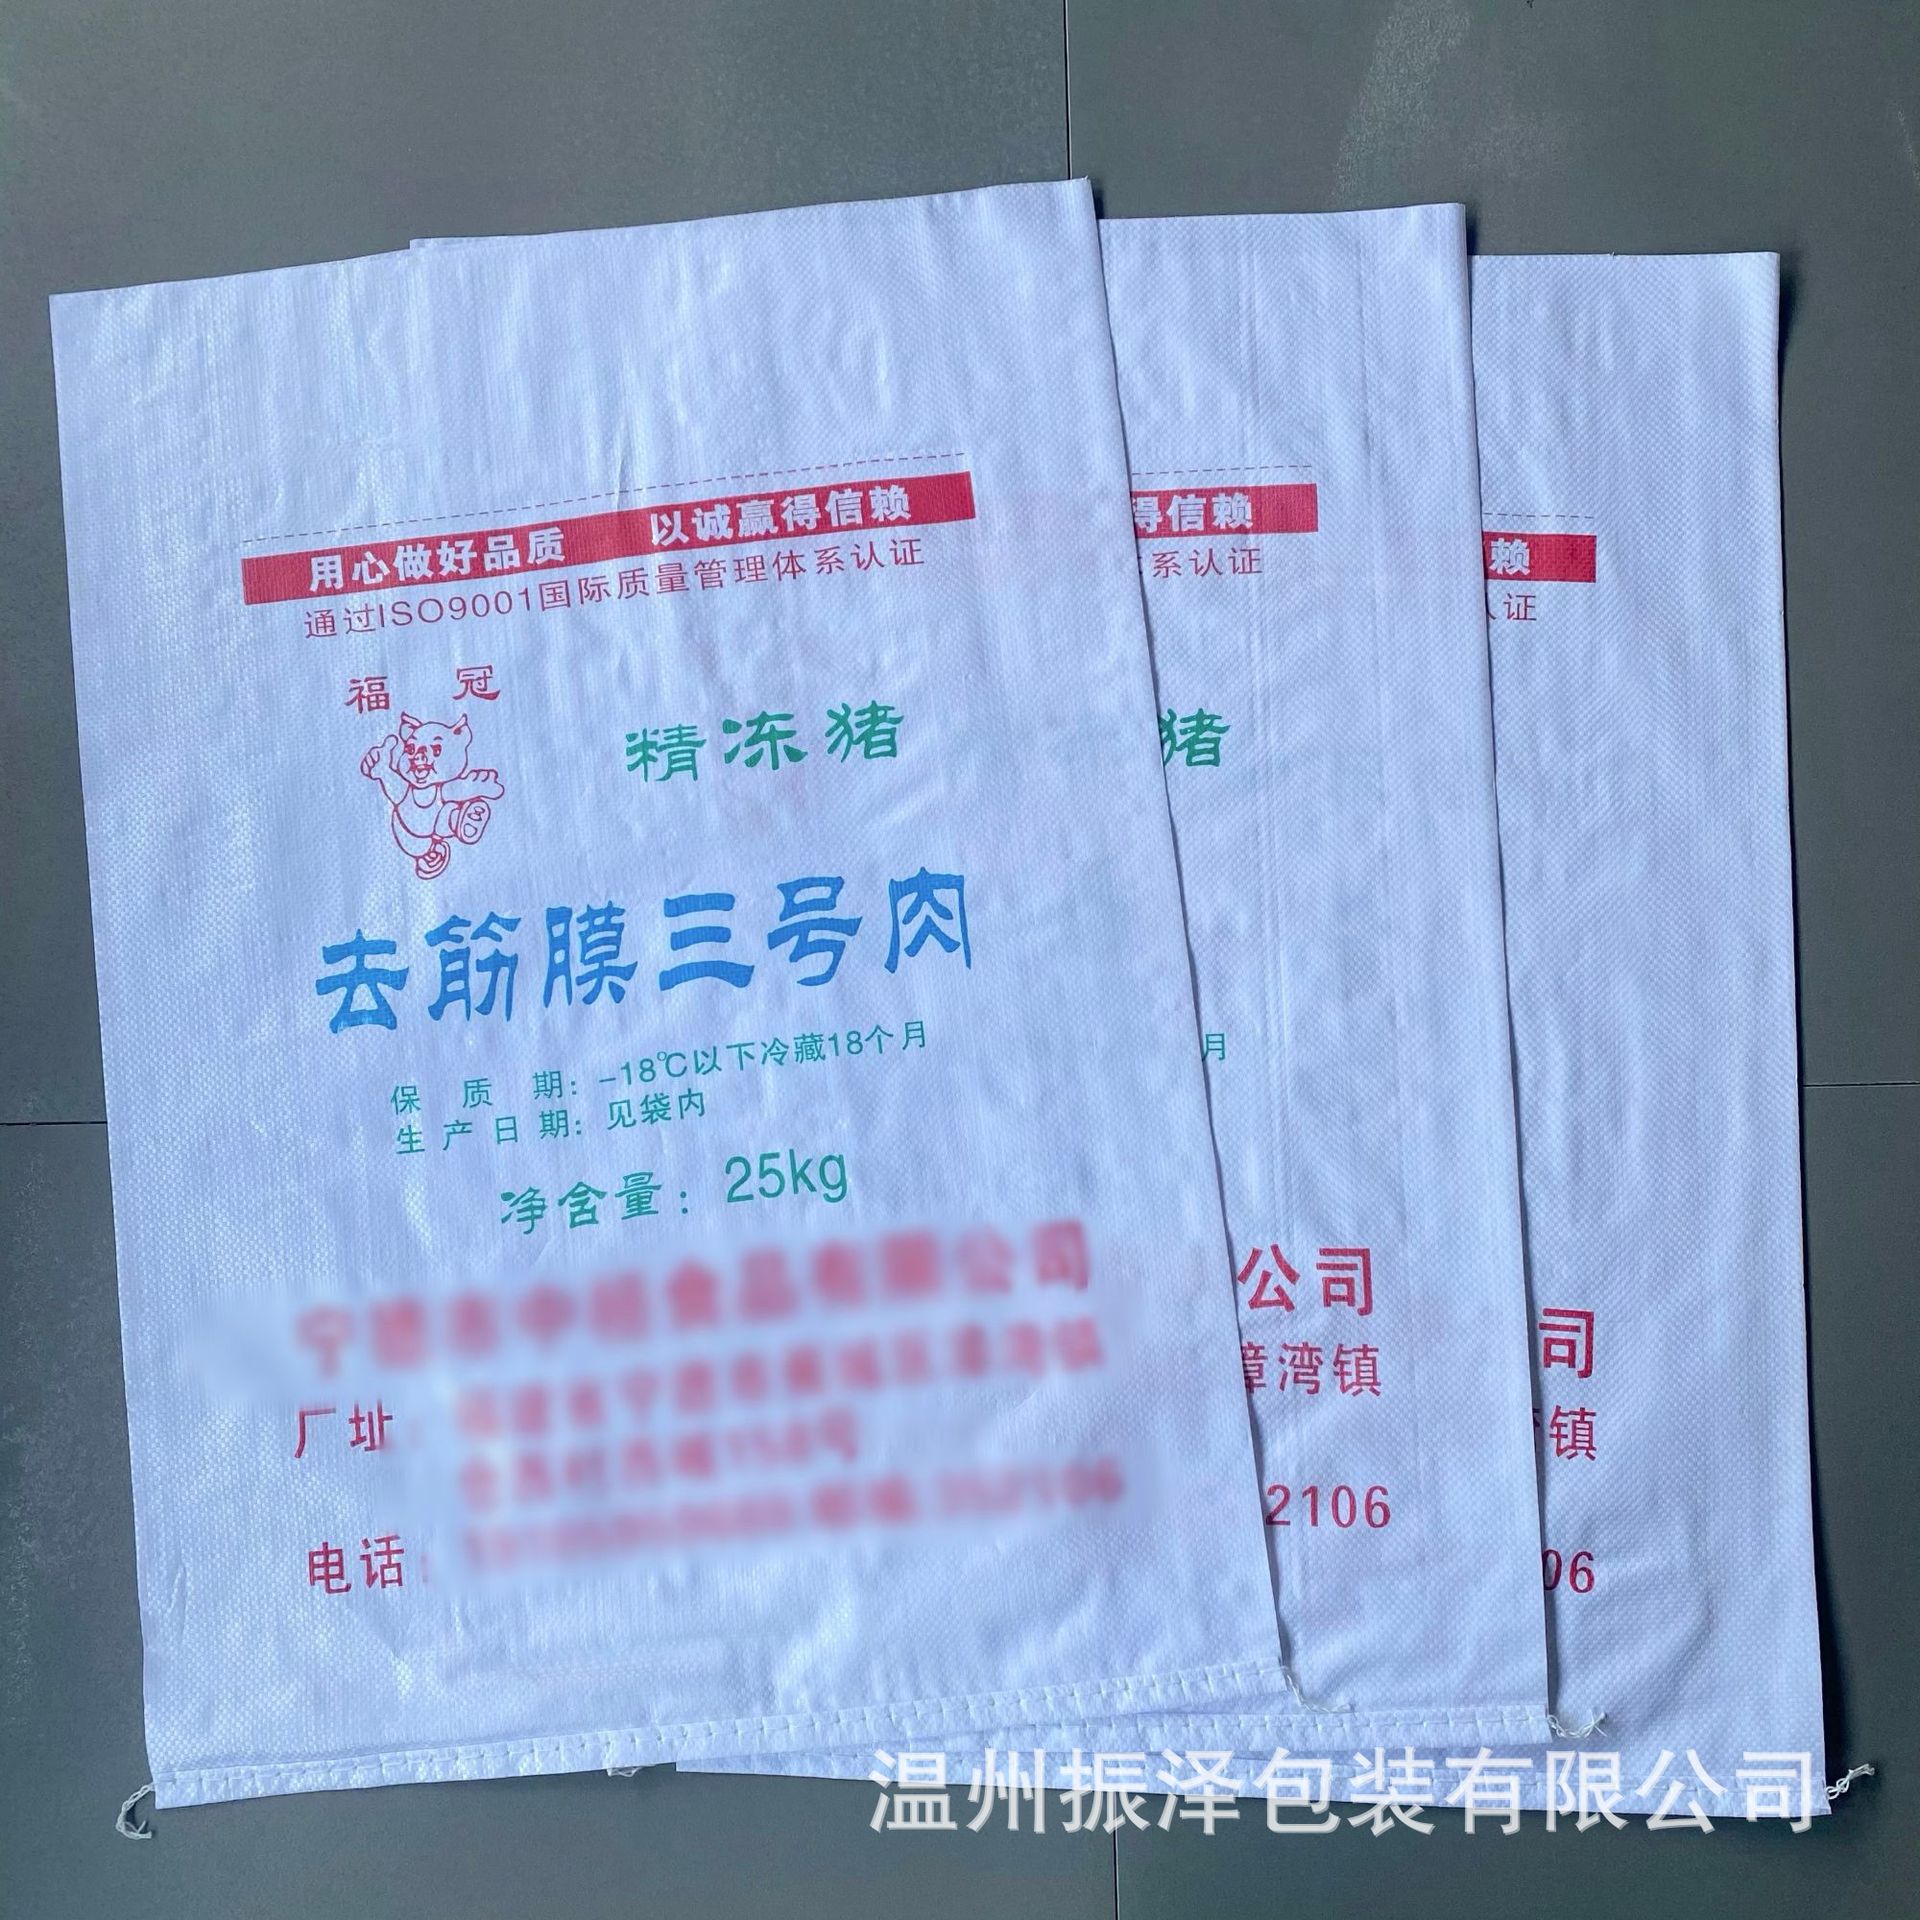 用心做好品质 以诚赢得信赖
通过ISO9001国际质量管理体系认证
福 冠
精冻猪
去筋膜三号肉
保 质 期：-18℃以下冷藏18个月
生产日期：见袋内
净含量：25kg
厂址
电话：
得信赖
系认证
猪
月
公司
湾镇
2106
赖
证
司
镇
06
温州振泽包装有限公司